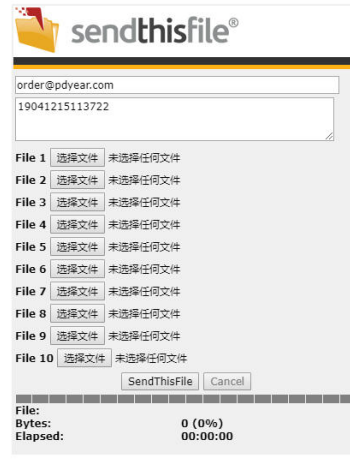 sendthisfile®
order@pdyear.com
19041215113722
File 1 选择文件 未选择任何文件
File 2 选择文件 未选择任何文件
File 3 选择文件 未选择任何文件
File 4 选择文件 未选择任何文件
File 5 选择文件 未选择任何文件
File 6 选择文件 未选择任何文件
File 7 选择文件 未选择任何文件
File 8 选择文件 未选择任何文件
File 9 选择文件 未选择任何文件
File 10 选择文件 未选择任何文件
SendThisFile Cancel
File:
Bytes: 0 (0%)
Elapsed: 00:00:00